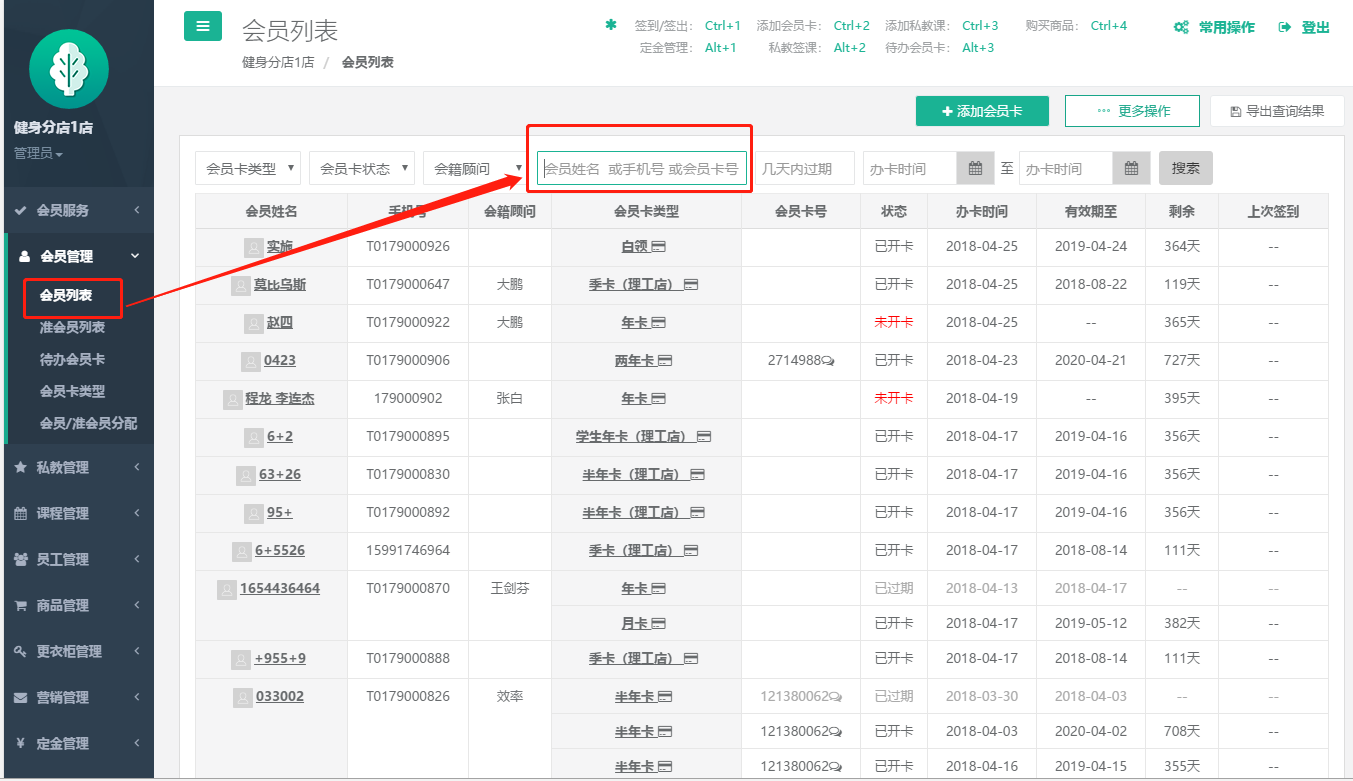 会员列表
健身分店1店 / 会员列表
签到/签出: Ctrl+1 添加会员卡: Ctrl+2 添加私教课: Ctrl+3 购买商品: Ctrl+4
定金管理: Alt+1 私教签课: Alt+2 待办会员卡: Alt+3
常用操作 登出
健身分店1店
管理员
会员服务
会员管理
会员列表
准会员列表
待办会员卡
会员卡类型
会员/准会员分配
私教管理
课程管理
员工管理
商品管理
更衣柜管理
营销管理
定金管理
添加会员卡 更多操作 导出查询结果
会员卡类型 会员卡状态 会籍顾问 会员姓名 或手机号 或会员卡号 几天内过期 办卡时间 至 办卡时间 搜索
会员姓名 手机号 会籍顾问 会员卡类型 会员卡号 状态 办卡时间 有效期至 剩余 上次签到
实施 T0179000926 白领 已开卡 2018-04-25 2019-04-24 364天 --
莫比乌斯 T0179000647 大鹏 季卡（理工店） 已开卡 2018-04-25 2018-08-22 119天 --
赵四 T0179000922 大鹏 年卡 未开卡 2018-04-25 -- 365天 --
0423 T0179000906 两年卡 2714988 已开卡 2018-04-23 2020-04-21 727天 --
程龙 李连杰 179000902 张白 年卡 未开卡 2018-04-19 -- 395天 --
6+2 T0179000895 学生年卡（理工店） 已开卡 2018-04-17 2019-04-16 356天 --
63+26 T0179000830 半年卡（理工店） 已开卡 2018-04-17 2019-04-16 356天 --
95+ T0179000892 半年卡（理工店） 已开卡 2018-04-17 2019-04-16 356天 --
6+5526 15991746964 季卡（理工店） 已开卡 2018-04-17 2018-08-14 111天 --
1654436464 T0179000870 王剑芬 年卡 已过期 2018-04-13 2018-04-17 -- --
月卡 已开卡 2018-04-17 2019-05-12 382天 --
+955+9 T0179000888 季卡（理工店） 已开卡 2018-04-17 2018-08-14 111天 --
033002 T0179000826 效率 半年卡 121380062 已过期 2018-03-30 2018-04-03 -- --
半年卡 121380062 已开卡 2018-04-03 2020-04-02 708天 --
半年卡 121380062 已开卡 2018-04-16 2019-04-15 355天 --